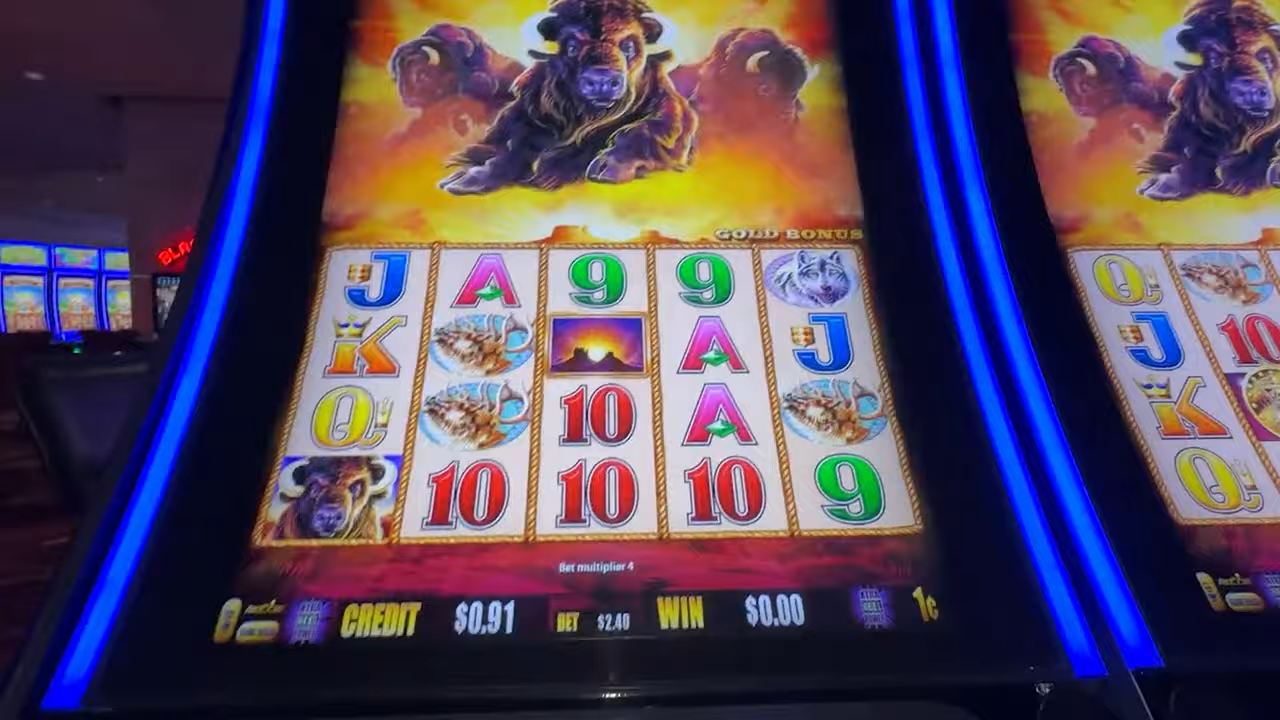 BLA
GOLD BONUS
J A 9 9
K A J
Q 10 A
10 10 10 9
Bet multiplier 4
CREDIT $0.91 BET $2.40 WIN $0.00 1¢
Q
J 10
K
Q